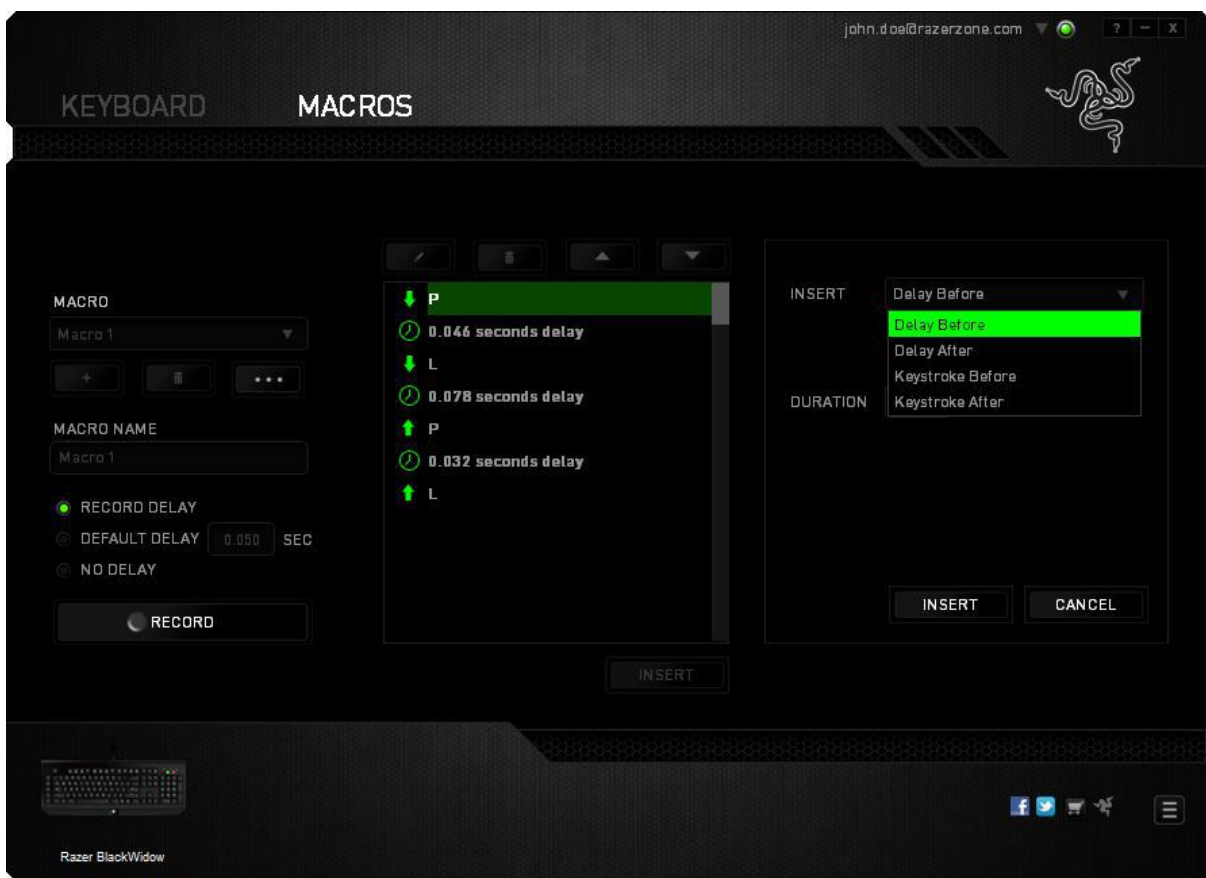 john.doe@razerzone.com
? – X
KEYBOARD MACROS
MACRO
Macro 1
+
MACRO NAME
Macro 1
RECORD DELAY
DEFAULT DELAY 0.050 SEC
NO DELAY
RECORD
P
0.046 seconds delay
L
0.078 seconds delay
P
0.032 seconds delay
L
INSERT
INSERT Delay Before
Delay Before
Delay After
Keystroke Before
Keystroke After
DURATION
INSERT CANCEL
Razer BlackWidow